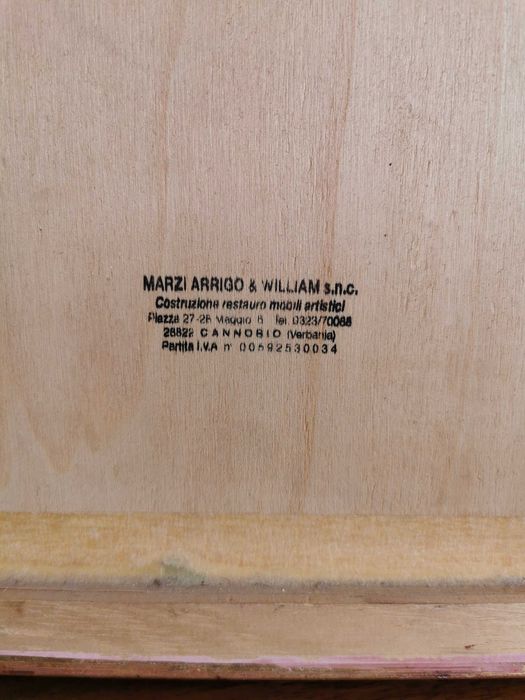 MARZI ARRIGO & WILLIAM s.n.c.
Costruzione restauro mobili artistici
Piazza 27-28 Maggio Tel. 0323/70068
28822 CANNOBIO (Verbania)
Partita I.V.A n° 00592530034